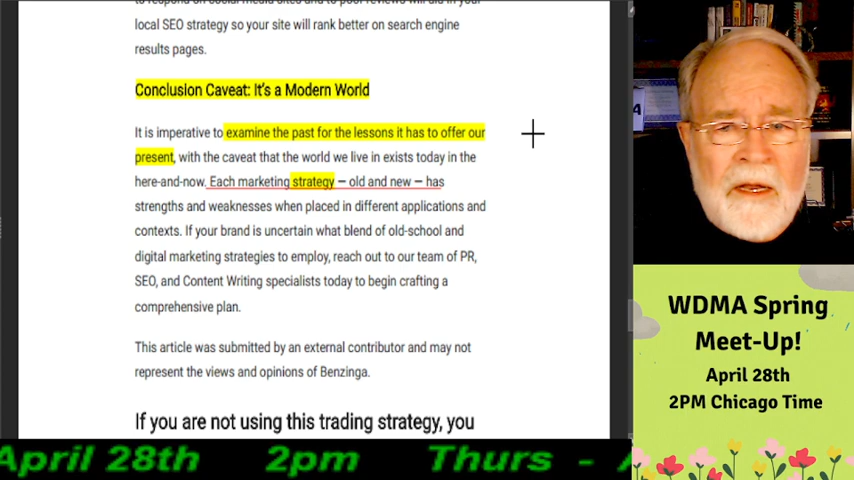 to respond on social media sites and to poor reviews will aid in your
local SEO strategy so your site will rank better on search engine
results pages.
Conclusion Caveat: It's a Modern World
It is imperative to examine the past for the lessons it has to offer our
present, with the caveat that the world we live in exists today in the
here-and-now. Each marketing strategy – old and new – has
strengths and weaknesses when placed in different applications and
contexts. If your brand is uncertain what blend of old-school and
digital marketing strategies to employ, reach out to our team of PR,
SEO, and Content Writing specialists today to begin crafting a
comprehensive plan.
This article was submitted by an external contributor and may not
represent the views and opinions of Benzinga.
If you are not using this trading strategy, you
April 28th 2pm Thurs -
WDMA Spring
Meet-Up!
April 28th
2PM Chicago Time